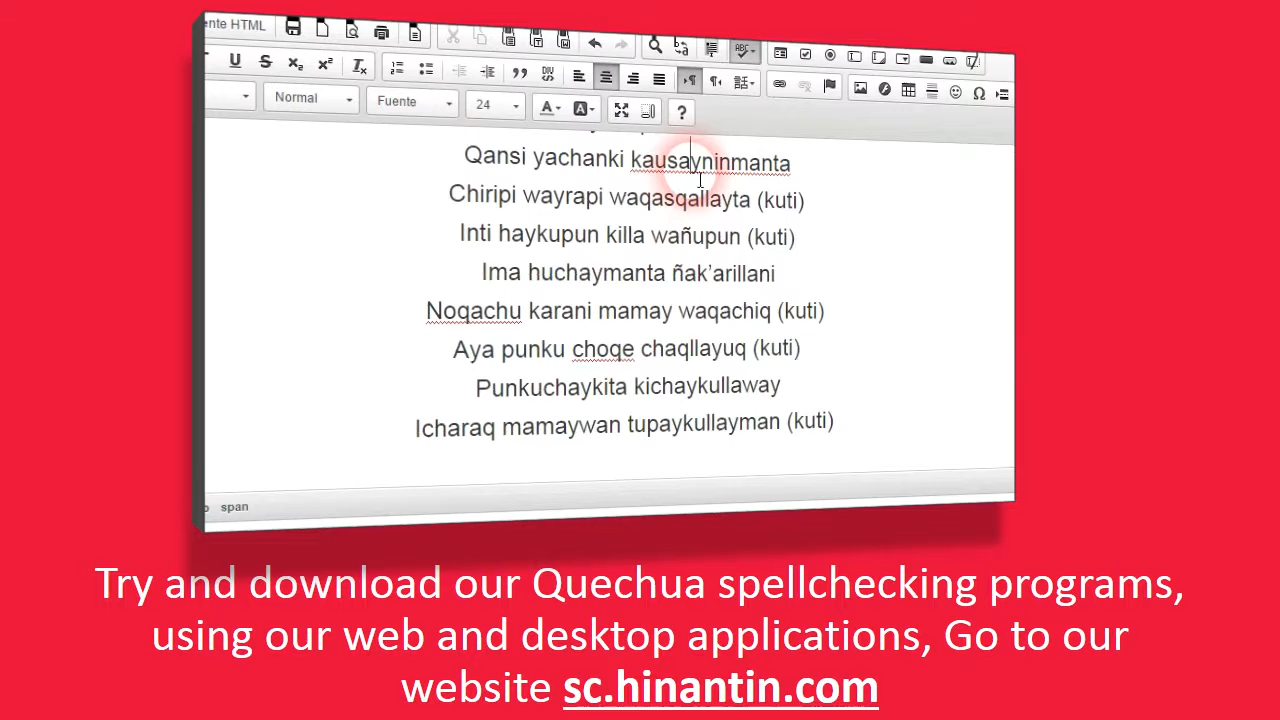 ente HTML
Normal Fuente 24
Qansi yachanki kausayninmanta
Chiripi wayrapi waqasqallayta (kuti)
Inti haykupun killa wañupun (kuti)
Ima huchaymanta ñak’arillani
Noqachu karani mamay waqachiq (kuti)
Aya punku choqe chaqllayuq (kuti)
Punkuchaykita kichaykullaway
Icharaq mamaywan tupaykullayman (kuti)
span
Try and download our Quechua spellchecking programs,
using our web and desktop applications, Go to our
website sc.hinantin.com